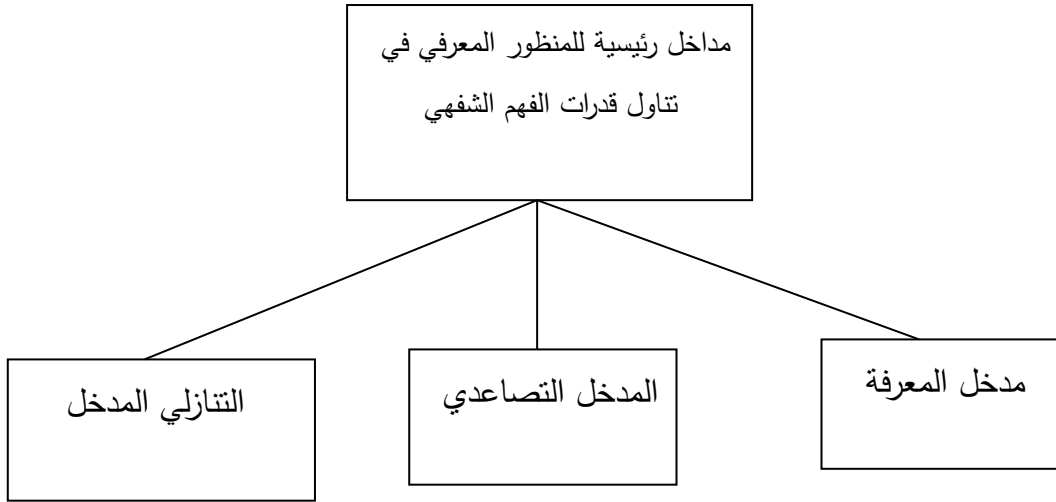 مداخل رئيسية للمنظور المعرفي في
تناول قدرات الفهم الشفهي
مدخل المعرفة
المدخل التصاعدي
التنازلي المدخل